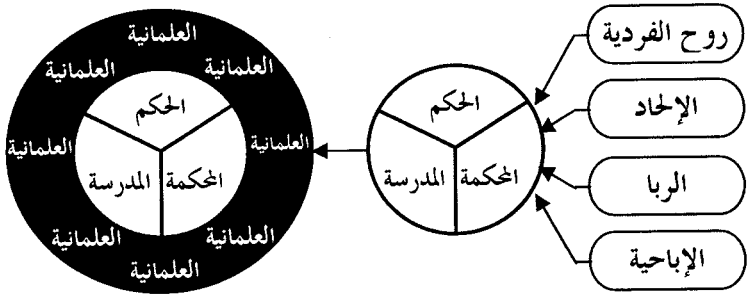 روح الفردية
الإلحاد
الربا
الإباحية
الحكم
المحكمة
المدرسة
العلمانية
العلمانية
العلمانية
العلمانية
العلمانية
العلمانية
العلمانية
العلمانية
الحكم
المحكمة
المدرسة